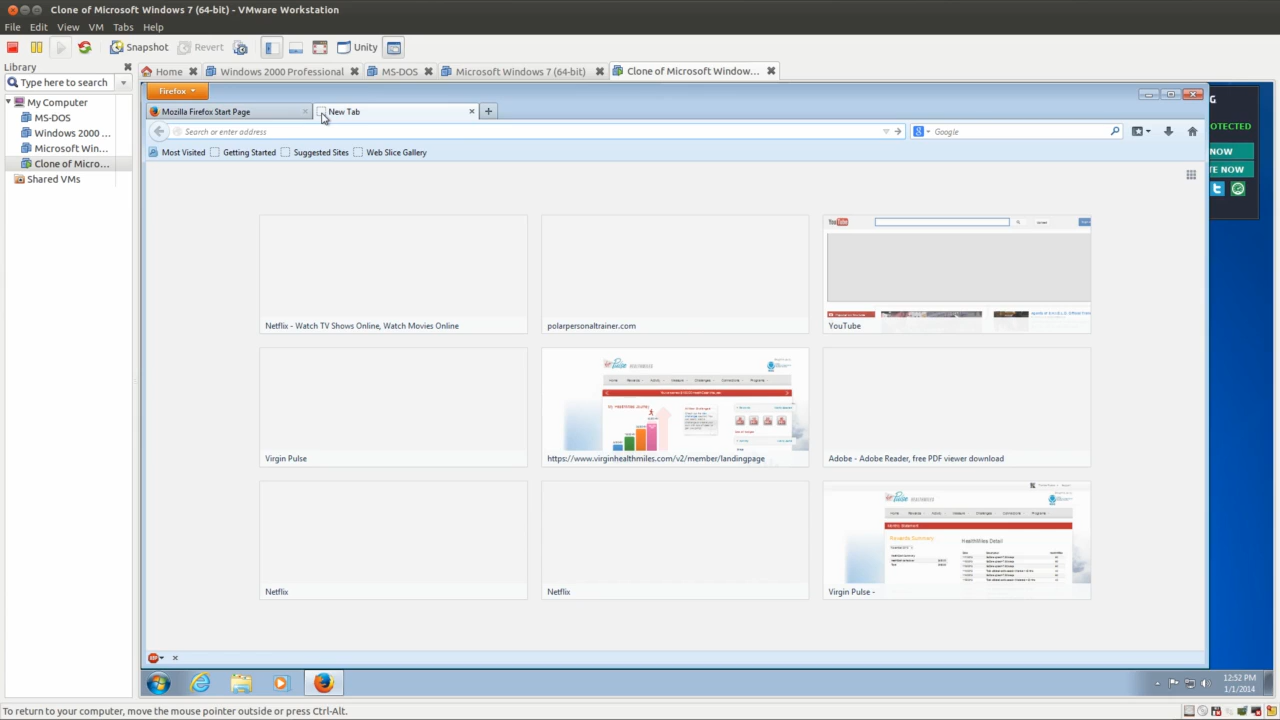 Clone of Microsoft Windows 7 (64-bit) - VMware Workstation
File Edit View VM Tabs Help
Snapshot Revert Unity
Library
Type here to search
Home Windows 2000 Professional MS-DOS Microsoft Windows 7 (64-bit) Clone of Microsoft Window...
My Computer
MS-DOS
Windows 2000 ...
Microsoft Win...
Clone of Micro...
Shared VMs
Firefox
Mozilla Firefox Start Page New Tab
Search or enter address Google
Most Visited Getting Started Suggested Sites Web Slice Gallery
G
OTECTED
NOW
TE NOW
YouTube
Netflix - Watch TV Shows Online, Watch Movies Online polarpersonaltrainer.com YouTube
Virgin Pulse https://www.virginhealthmiles.com/v2/member/landingpage Adobe - Adobe Reader, free PDF viewer download
Rewards Summary HealthMiles Detail
Netflix Netflix Virgin Pulse -
ABP
12:52 PM
1/1/2014
To return to your computer, move the mouse pointer outside or press Ctrl-Alt.